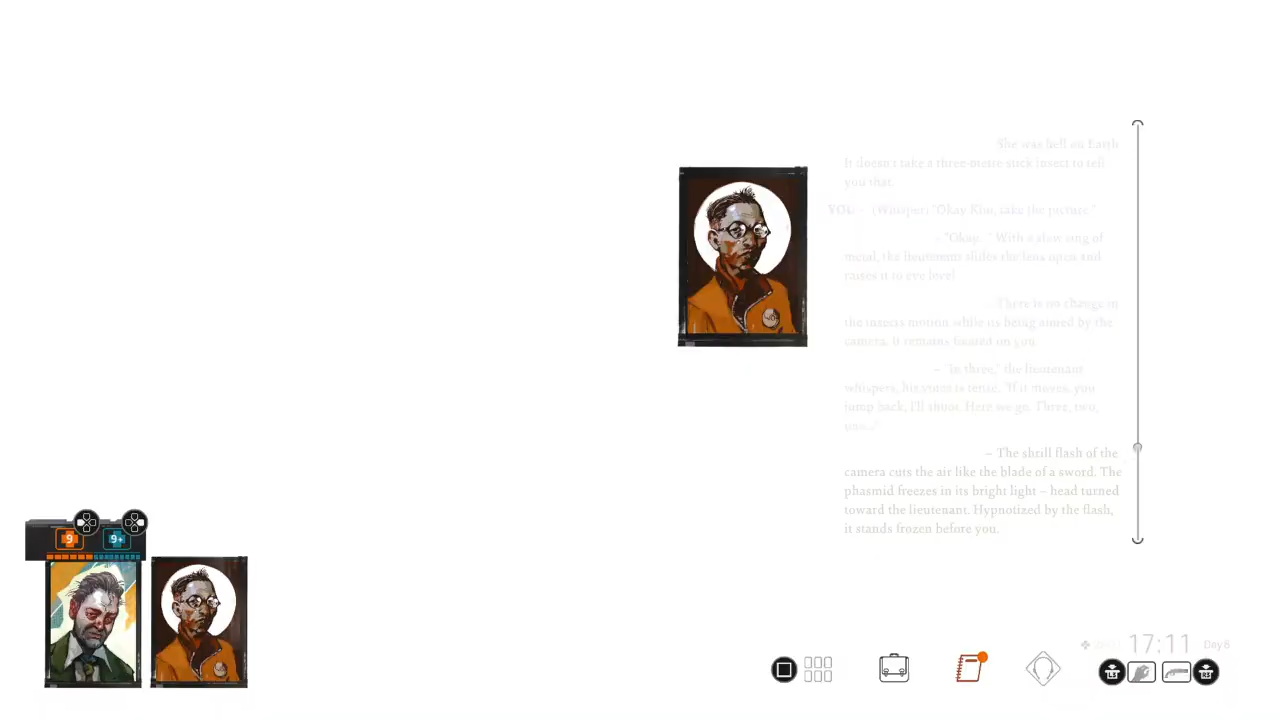 She was hell on Earth
It doesn't take a three-metre stick insect to tell
you that.
YOU – (Whisper) "Okay Kim, take the picture."
– "Okay..." With a slow sing of
metal, the lieutenant slides the lens open and
raises it to eye level
– There is no change in
the insects motion while its being aimed by the
camera. It remains on you
– "In three," the lieutenant
whispers, his voice is tense. "If it moves, you
jump back, I'll shoot. Here we go. Three, two,
– The shrill flash of the
camera cuts the air like the blade of a sword. The
phasmid freezes in its bright light – head turned
toward the lieutenant. Hypnotized by the flash,
it stands frozen before you.
9
9+
17:11
Day 6
L3
R3